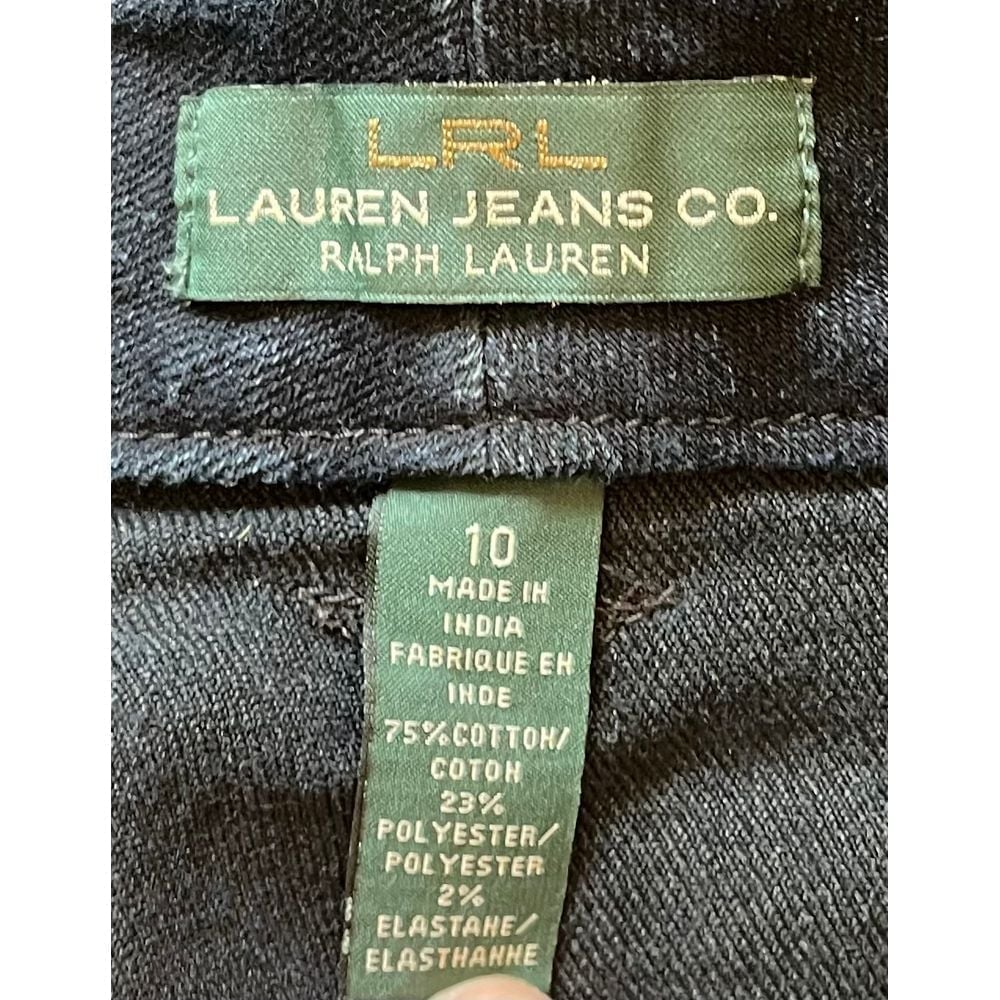 LRL
LAUREN JEANS CO.
RALPH LAUREN
10
MADE IN
INDIA
FABRIQUE EN
INDE
75%COTTON/
COTON
23%
POLYESTER/
POLYESTER
2%
ELASTANE/
ELASTHANNE